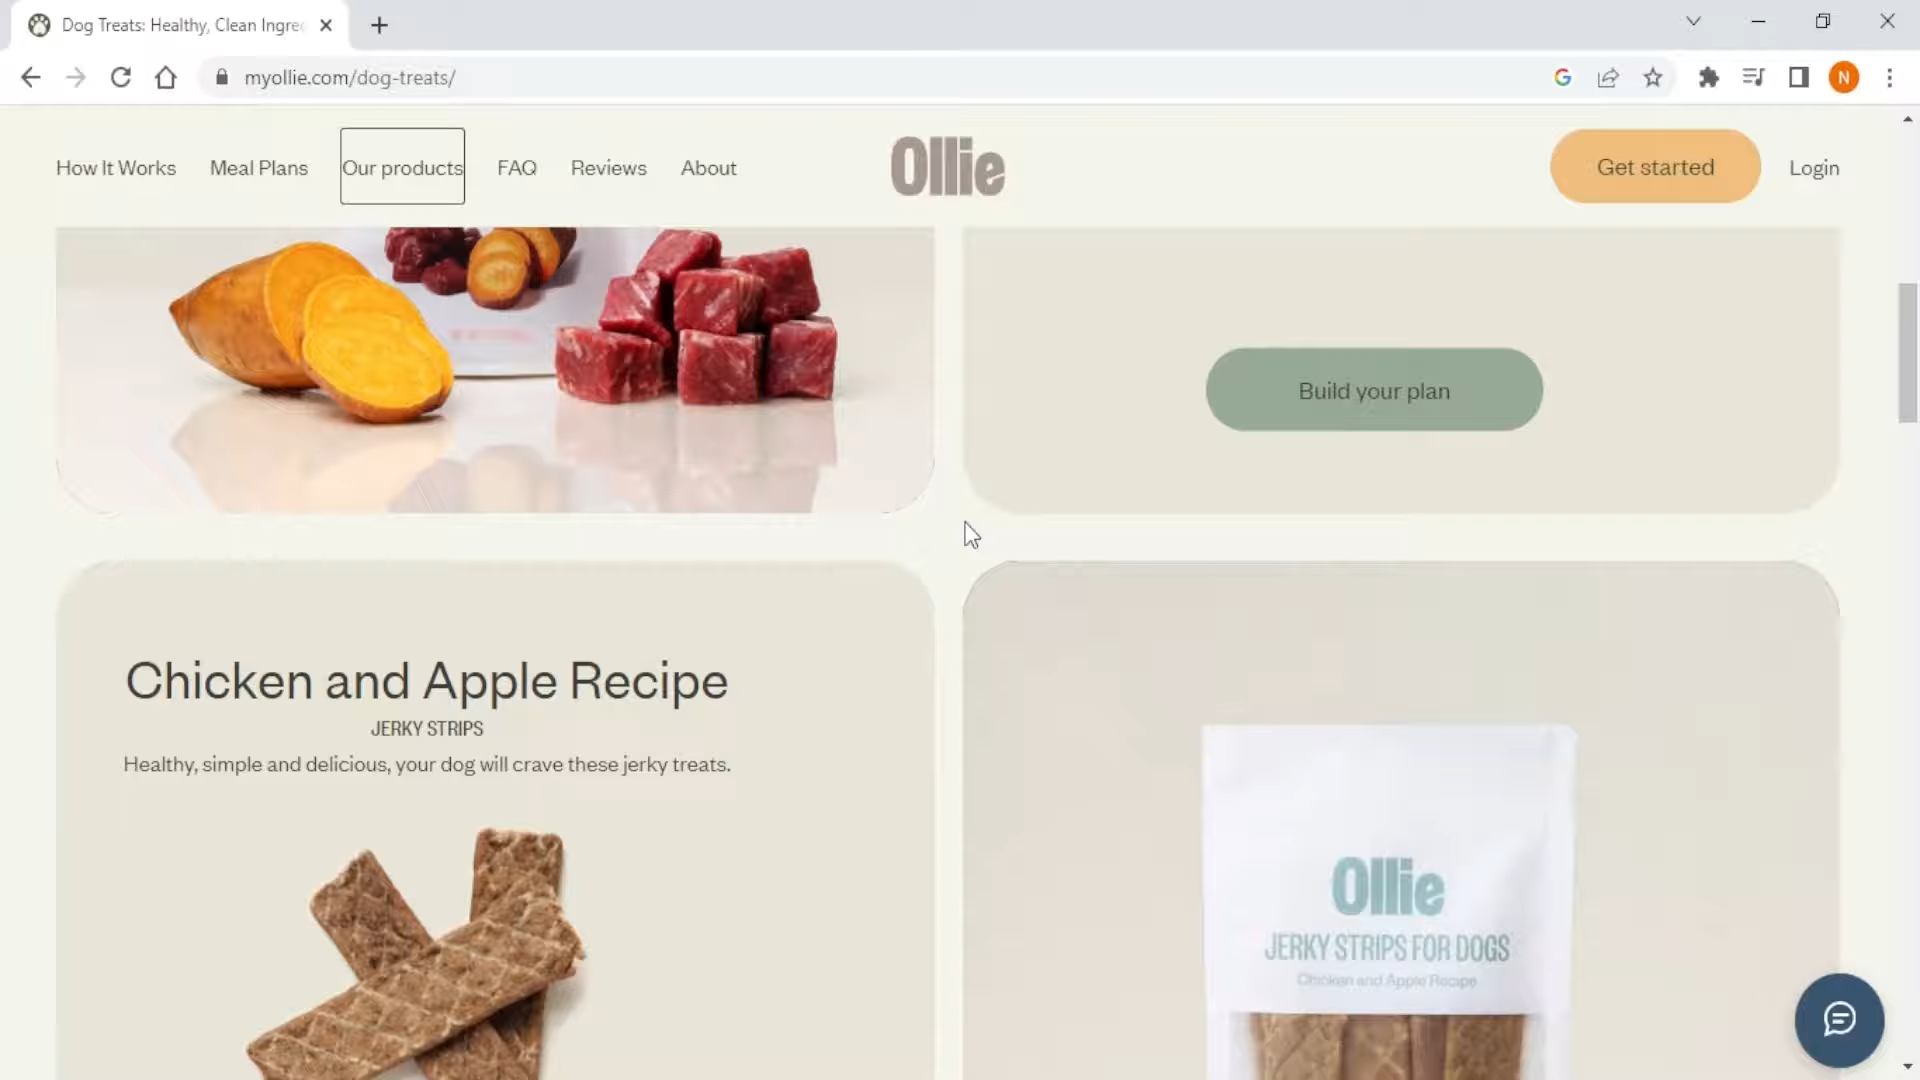 Dog Treats: Healthy, Clean Ingre
myollie.com/dog-treats/
N
How It Works
Meal Plans
Our products
FAQ
Reviews
About
Ollie
Get started
Login
Build your plan
Chicken and Apple Recipe
JERKY STRIPS
Healthy, simple and delicious, your dog will crave these jerky treats.
Ollie
JERKY STRIPS FOR DOGS
Chicken and Apple Recipe